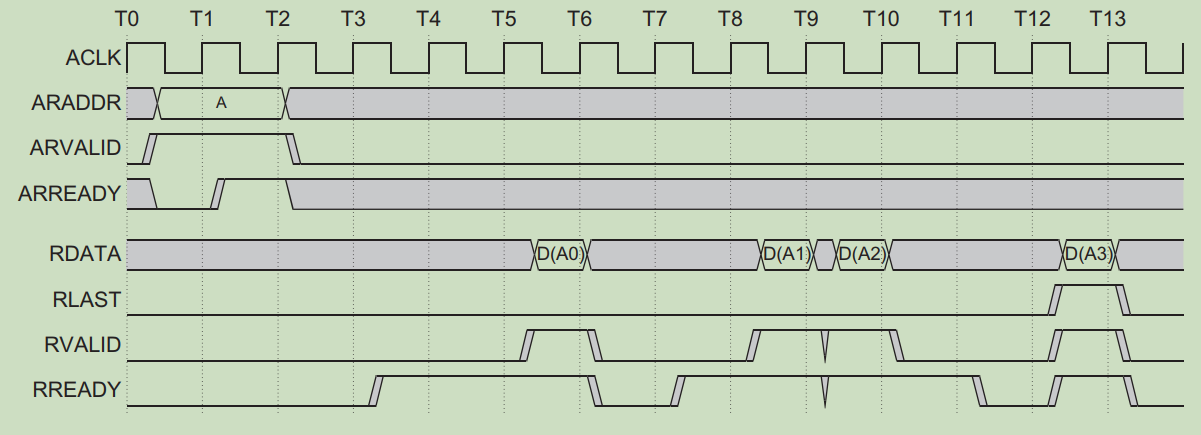 T0 T1 T2 T3 T4 T5 T6 T7 T8 T9 T10 T11 T12 T13
ACLK
ARADDR A
ARVALID
ARREADY
RDATA D(A0) D(A1) D(A2) D(A3)
RLAST
RVALID
RREADY